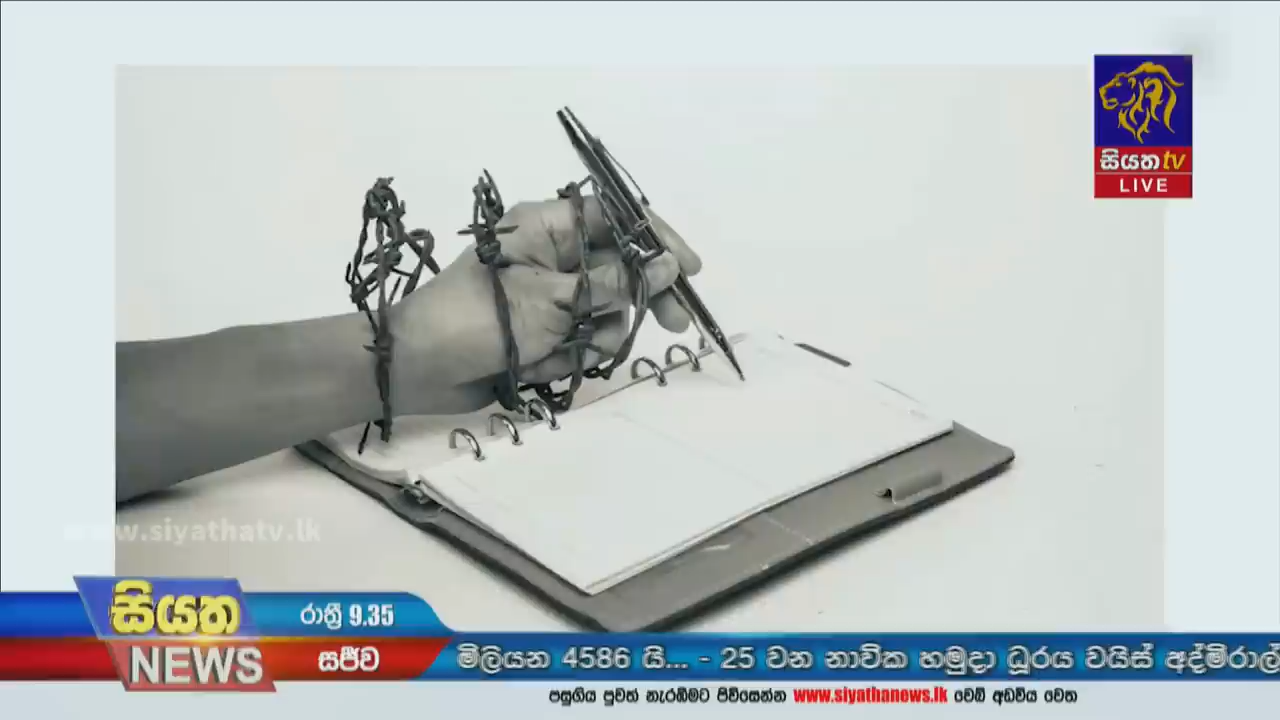 සියත tv
LIVE
www.siyathatv.lk
සියත
NEWS
රාත්‍රී 9.35
සජීව
මිලියන 4586 යි... - 25 වන නාවික හමුදා ධූරය වයිස් අද්මිරාල්
පසුගිය පුවත් නැරඹීමට පිවිසෙන්න www.siyathanews.lk වෙබ් අඩවිය වෙත